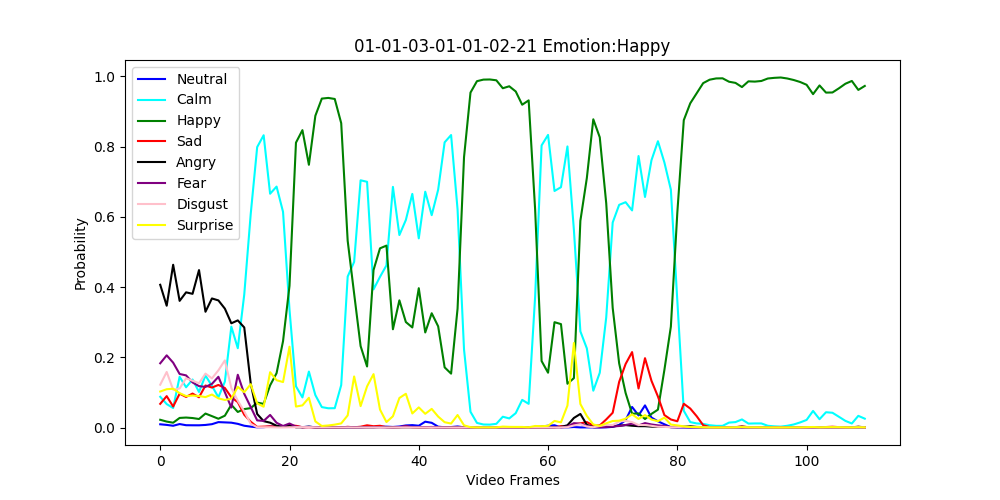 01-01-03-01-01-02-21 Emotion:Happy
Neutral
Calm
Happy
Sad
Angry
Fear
Disgust
Surprise
1.0
0.8
0.6
0.4
0.2
0.0
Probability
0 20 40 60 80 100
Video Frames